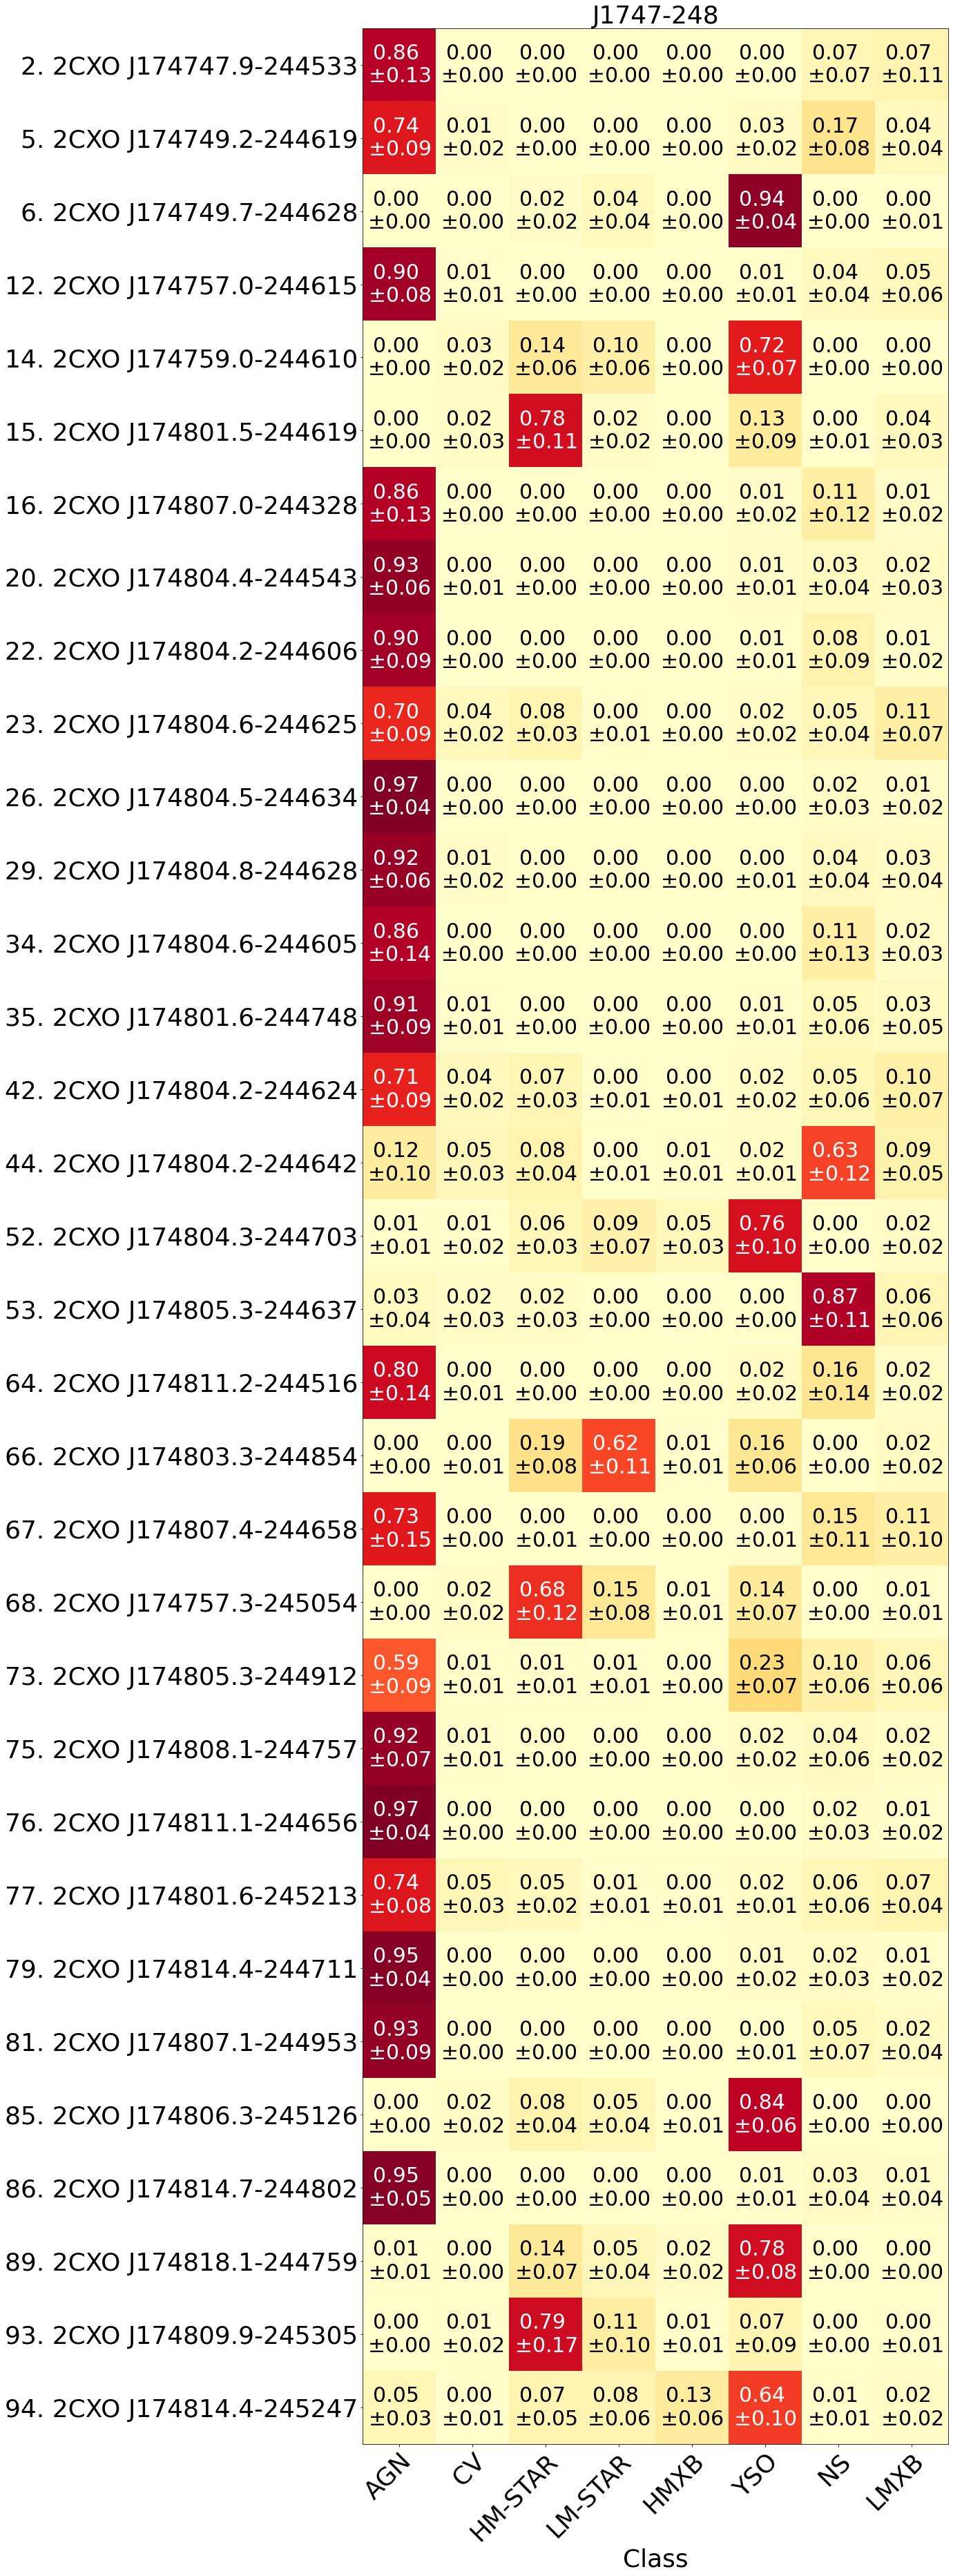 J1747-248
2. 2CXO J174747.9-244533 0.86 0.00 0.00 0.00 0.00 0.00 0.07 0.07
±0.13 ±0.00 ±0.00 ±0.00 ±0.00 ±0.00 ±0.07 ±0.11
5. 2CXO J174749.2-244619 0.74 0.01 0.00 0.00 0.00 0.03 0.17 0.04
±0.09 ±0.02 ±0.00 ±0.00 ±0.00 ±0.02 ±0.08 ±0.04
6. 2CXO J174749.7-244628 0.00 0.00 0.02 0.04 0.00 0.94 0.00 0.00
±0.00 ±0.00 ±0.02 ±0.04 ±0.00 ±0.04 ±0.00 ±0.01
12. 2CXO J174757.0-244615 0.90 0.01 0.00 0.00 0.00 0.01 0.04 0.05
±0.08 ±0.01 ±0.00 ±0.00 ±0.00 ±0.01 ±0.04 ±0.06
14. 2CXO J174759.0-244610 0.00 0.03 0.14 0.10 0.00 0.72 0.00 0.00
±0.00 ±0.02 ±0.06 ±0.06 ±0.00 ±0.07 ±0.00 ±0.00
15. 2CXO J174801.5-244619 0.00 0.02 0.78 0.02 0.00 0.13 0.00 0.04
±0.00 ±0.03 ±0.11 ±0.02 ±0.00 ±0.09 ±0.01 ±0.03
16. 2CXO J174807.0-244328 0.86 0.00 0.00 0.00 0.00 0.01 0.11 0.01
±0.13 ±0.00 ±0.00 ±0.00 ±0.00 ±0.02 ±0.12 ±0.02
20. 2CXO J174804.4-244543 0.93 0.00 0.00 0.00 0.00 0.01 0.03 0.02
±0.06 ±0.01 ±0.00 ±0.00 ±0.00 ±0.01 ±0.04 ±0.03
22. 2CXO J174804.2-244606 0.90 0.00 0.00 0.00 0.00 0.01 0.08 0.01
±0.09 ±0.00 ±0.00 ±0.00 ±0.00 ±0.01 ±0.09 ±0.02
23. 2CXO J174804.6-244625 0.70 0.04 0.08 0.00 0.00 0.02 0.05 0.11
±0.09 ±0.02 ±0.03 ±0.01 ±0.00 ±0.02 ±0.04 ±0.07
26. 2CXO J174804.5-244634 0.97 0.00 0.00 0.00 0.00 0.00 0.02 0.01
±0.04 ±0.00 ±0.00 ±0.00 ±0.00 ±0.00 ±0.03 ±0.02
29. 2CXO J174804.8-244628 0.92 0.01 0.00 0.00 0.00 0.00 0.04 0.03
±0.06 ±0.02 ±0.00 ±0.00 ±0.00 ±0.01 ±0.04 ±0.04
34. 2CXO J174804.6-244605 0.86 0.00 0.00 0.00 0.00 0.00 0.11 0.02
±0.14 ±0.00 ±0.00 ±0.00 ±0.00 ±0.00 ±0.13 ±0.03
35. 2CXO J174801.6-244748 0.91 0.01 0.00 0.00 0.00 0.01 0.05 0.03
±0.09 ±0.01 ±0.00 ±0.00 ±0.00 ±0.01 ±0.06 ±0.05
42. 2CXO J174804.2-244624 0.71 0.04 0.07 0.00 0.00 0.02 0.05 0.10
±0.09 ±0.02 ±0.03 ±0.01 ±0.01 ±0.02 ±0.06 ±0.07
44. 2CXO J174804.2-244642 0.12 0.05 0.08 0.00 0.01 0.02 0.63 0.09
±0.10 ±0.03 ±0.04 ±0.01 ±0.01 ±0.01 ±0.12 ±0.05
52. 2CXO J174804.3-244703 0.01 0.01 0.06 0.09 0.05 0.76 0.00 0.02
±0.01 ±0.02 ±0.03 ±0.07 ±0.03 ±0.10 ±0.00 ±0.02
53. 2CXO J174805.3-244637 0.03 0.02 0.02 0.00 0.00 0.00 0.87 0.06
±0.04 ±0.03 ±0.03 ±0.00 ±0.00 ±0.00 ±0.11 ±0.06
64. 2CXO J174811.2-244516 0.80 0.00 0.00 0.00 0.00 0.02 0.16 0.02
±0.14 ±0.01 ±0.00 ±0.00 ±0.00 ±0.02 ±0.14 ±0.02
66. 2CXO J174803.3-244854 0.00 0.00 0.19 0.62 0.01 0.16 0.00 0.02
±0.00 ±0.01 ±0.08 ±0.11 ±0.01 ±0.06 ±0.00 ±0.02
67. 2CXO J174807.4-244658 0.73 0.00 0.00 0.00 0.00 0.00 0.15 0.11
±0.15 ±0.00 ±0.01 ±0.00 ±0.00 ±0.01 ±0.11 ±0.10
68. 2CXO J174757.3-245054 0.00 0.02 0.68 0.15 0.01 0.14 0.00 0.01
±0.00 ±0.02 ±0.12 ±0.08 ±0.01 ±0.07 ±0.00 ±0.01
73. 2CXO J174805.3-244912 0.59 0.01 0.01 0.01 0.00 0.23 0.10 0.06
±0.09 ±0.01 ±0.01 ±0.01 ±0.00 ±0.07 ±0.06 ±0.06
75. 2CXO J174808.1-244757 0.92 0.01 0.00 0.00 0.00 0.02 0.04 0.02
±0.07 ±0.01 ±0.00 ±0.00 ±0.00 ±0.02 ±0.06 ±0.02
76. 2CXO J174811.1-244656 0.97 0.00 0.00 0.00 0.00 0.00 0.02 0.01
±0.04 ±0.00 ±0.00 ±0.00 ±0.00 ±0.00 ±0.03 ±0.02
77. 2CXO J174801.6-245213 0.74 0.05 0.05 0.01 0.00 0.02 0.06 0.07
±0.08 ±0.03 ±0.02 ±0.01 ±0.01 ±0.01 ±0.06 ±0.04
79. 2CXO J174814.4-244711 0.95 0.00 0.00 0.00 0.00 0.01 0.02 0.01
±0.04 ±0.00 ±0.00 ±0.00 ±0.00 ±0.02 ±0.03 ±0.02
81. 2CXO J174807.1-244953 0.93 0.00 0.00 0.00 0.00 0.00 0.05 0.02
±0.09 ±0.00 ±0.00 ±0.00 ±0.00 ±0.01 ±0.07 ±0.04
85. 2CXO J174806.3-245126 0.00 0.02 0.08 0.05 0.00 0.84 0.00 0.00
±0.00 ±0.02 ±0.04 ±0.04 ±0.01 ±0.06 ±0.00 ±0.00
86. 2CXO J174814.7-244802 0.95 0.00 0.00 0.00 0.00 0.01 0.03 0.01
±0.05 ±0.00 ±0.00 ±0.00 ±0.00 ±0.01 ±0.04 ±0.04
89. 2CXO J174818.1-244759 0.01 0.00 0.14 0.05 0.02 0.78 0.00 0.00
±0.01 ±0.00 ±0.07 ±0.04 ±0.02 ±0.08 ±0.00 ±0.00
93. 2CXO J174809.9-245305 0.00 0.01 0.79 0.11 0.01 0.07 0.00 0.00
±0.00 ±0.02 ±0.17 ±0.10 ±0.01 ±0.09 ±0.00 ±0.01
94. 2CXO J174814.4-245247 0.05 0.00 0.07 0.08 0.13 0.64 0.01 0.02
±0.03 ±0.01 ±0.05 ±0.06 ±0.06 ±0.10 ±0.01 ±0.02
AGN CV HM-STAR LM-STAR HMXB YSO NS LMXB
Class